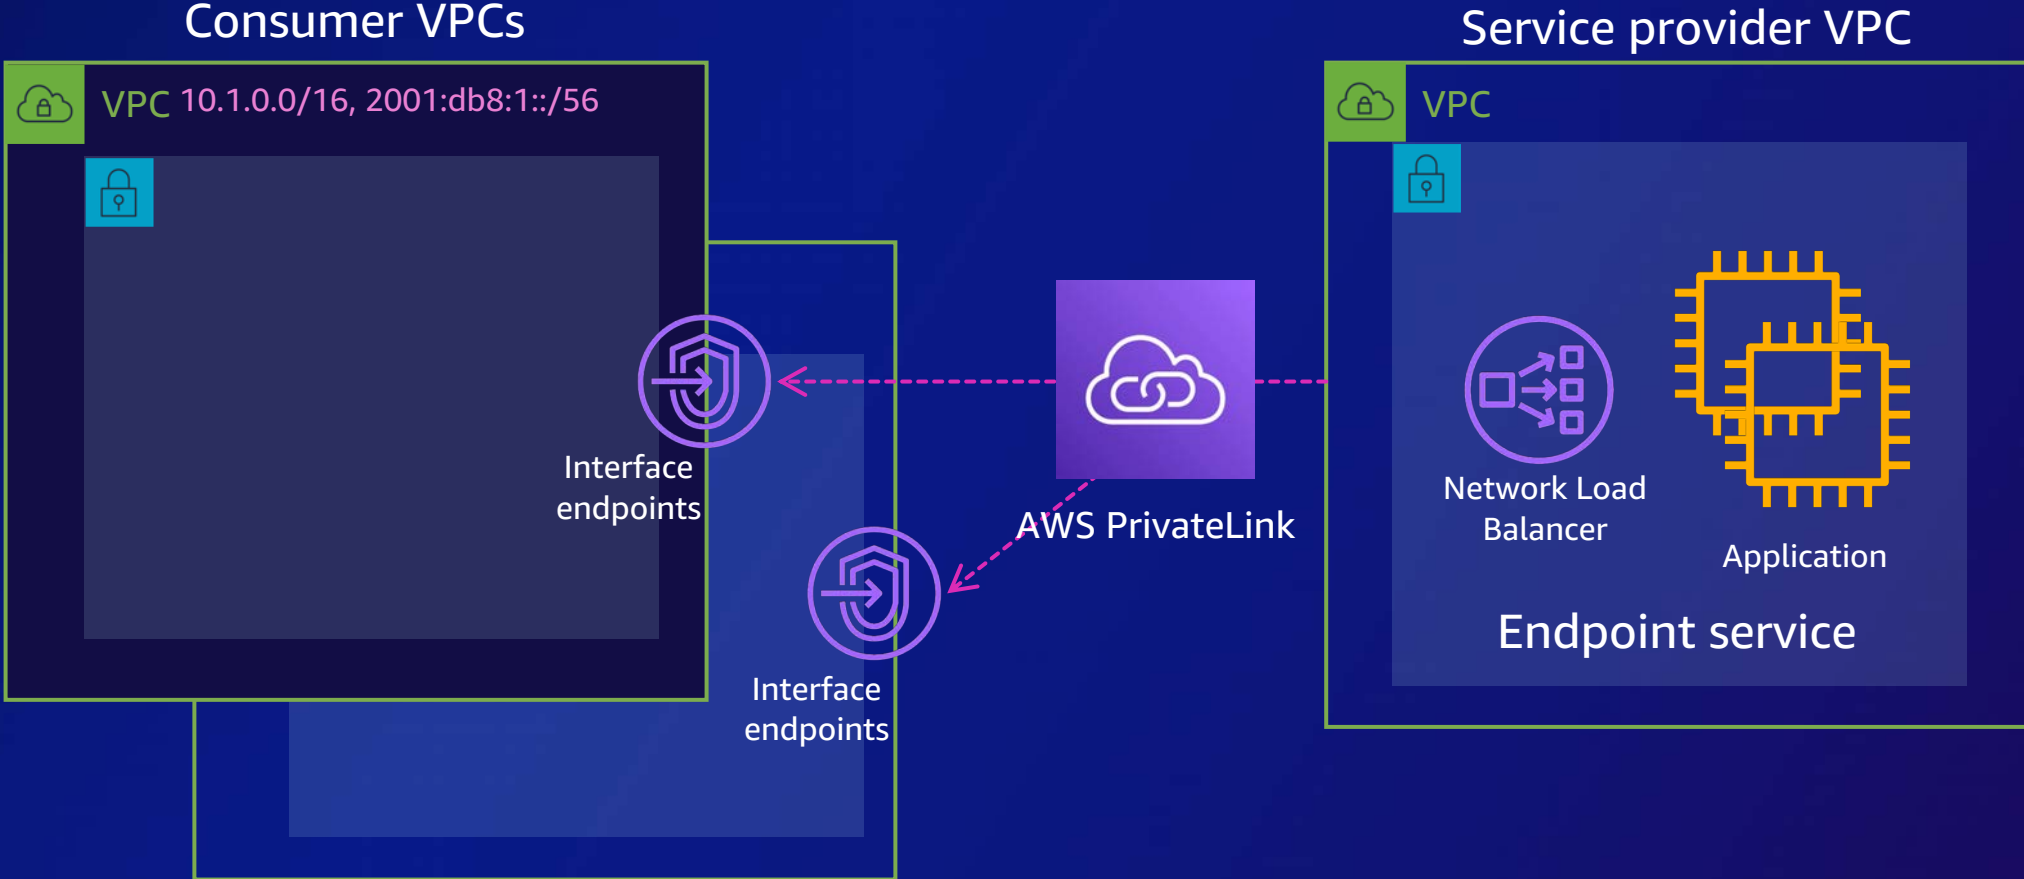 Consumer VPCs
VPC 10.1.0.0/16, 2001:db8:1::/56
Interface
endpoints
Interface
endpoints
AWS PrivateLink
Service provider VPC
VPC
Network Load
Balancer
Application
Endpoint service